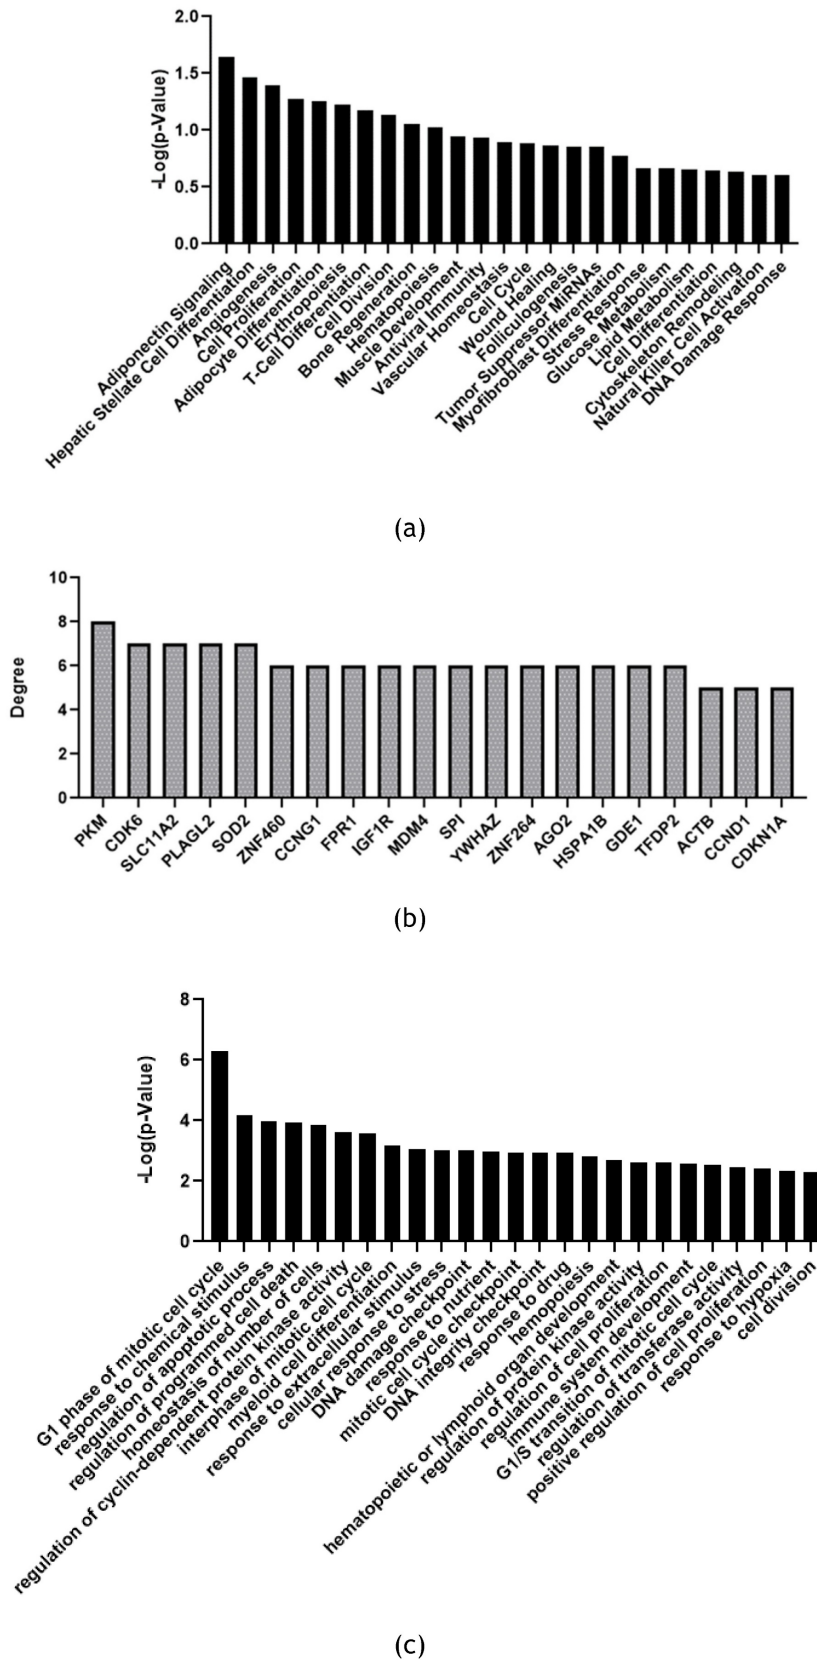 2.0
1.5
1.0
0.5
0.0
-Log(p-Value)
Adiponectin Signaling
Hepatic Stellate Cell Differentiation
Angiogenesis
Cell Proliferation
Adipocyte Differentiation
Erythropoiesis
T-Cell Differentiation
Cell Division
Bone Regeneration
Hematopoiesis
Muscle Development
Antiviral Immunity
Vascular Homeostasis
Cell Cycle
Wound Healing
Folliculogenesis
Tumor Suppressor MiRNAs
Myofibroblast Differentiation
Stress Response
Glucose Metabolism
Lipid Metabolism
Cell Differentiation
Cytoskeleton Remodeling
Natural Killer Cell Activation
DNA Damage Response
(a)
10
8
6
4
2
0
Degree
PKM
CDK6
SLC11A2
PLAGL2
SOD2
ZNF460
CCNG1
FPR1
IGF1R
MDM4
SPI
YWHAZ
ZNF264
AGO2
HSPA1B
GDE1
TFDP2
ACTB
CCND1
CDKN1A
(b)
8
6
4
2
0
-Log(p-Value)
G1 phase of mitotic cell cycle
response to chemical stimulus
regulation of apoptotic process
regulation of programmed cell death
homeostasis of number of cells
regulation of cyclin-dependent protein kinase activity
interphase of mitotic cell cycle
myeloid cell differentiation
response to extracellular stimulus
cellular response to stress
DNA damage checkpoint
response to nutrient
mitotic cell cycle checkpoint
DNA integrity checkpoint
response to drug
hemopoiesis
hematopoietic or lymphoid organ development
regulation of protein kinase activity
regulation of cell proliferation
immune system development
G1/S transition of mitotic cell cycle
regulation of transferase activity
positive regulation of cell proliferation
response to hypoxia
cell division
(c)